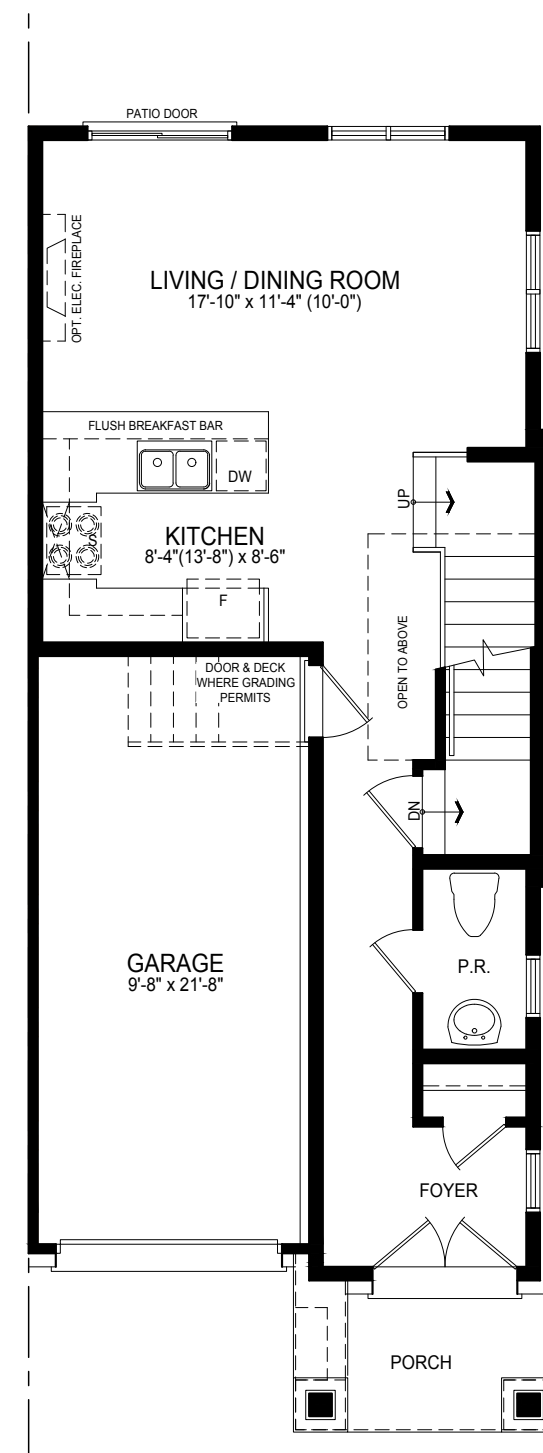 PATIO DOOR
OPT. ELEC. FIREPLACE
LIVING / DINING ROOM
17'-10" x 11'-4" (10'-0")
FLUSH BREAKFAST BAR
DW
UP
S
KITCHEN
8'-4"(13'-8") x 8'-6"
F
OPEN TO ABOVE
DOOR & DECK
WHERE GRADING
PERMITS
DN
GARAGE
9'-8" x 21'-8"
P.R.
FOYER
PORCH